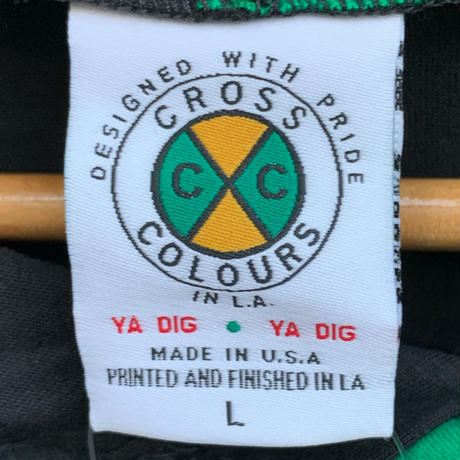 DESIGNED WITH PRIDE
CROSS
C C
COLOURS
IN L.A.
YA DIG • YA DIG
MADE IN U.S.A
PRINTED AND FINISHED IN LA
L